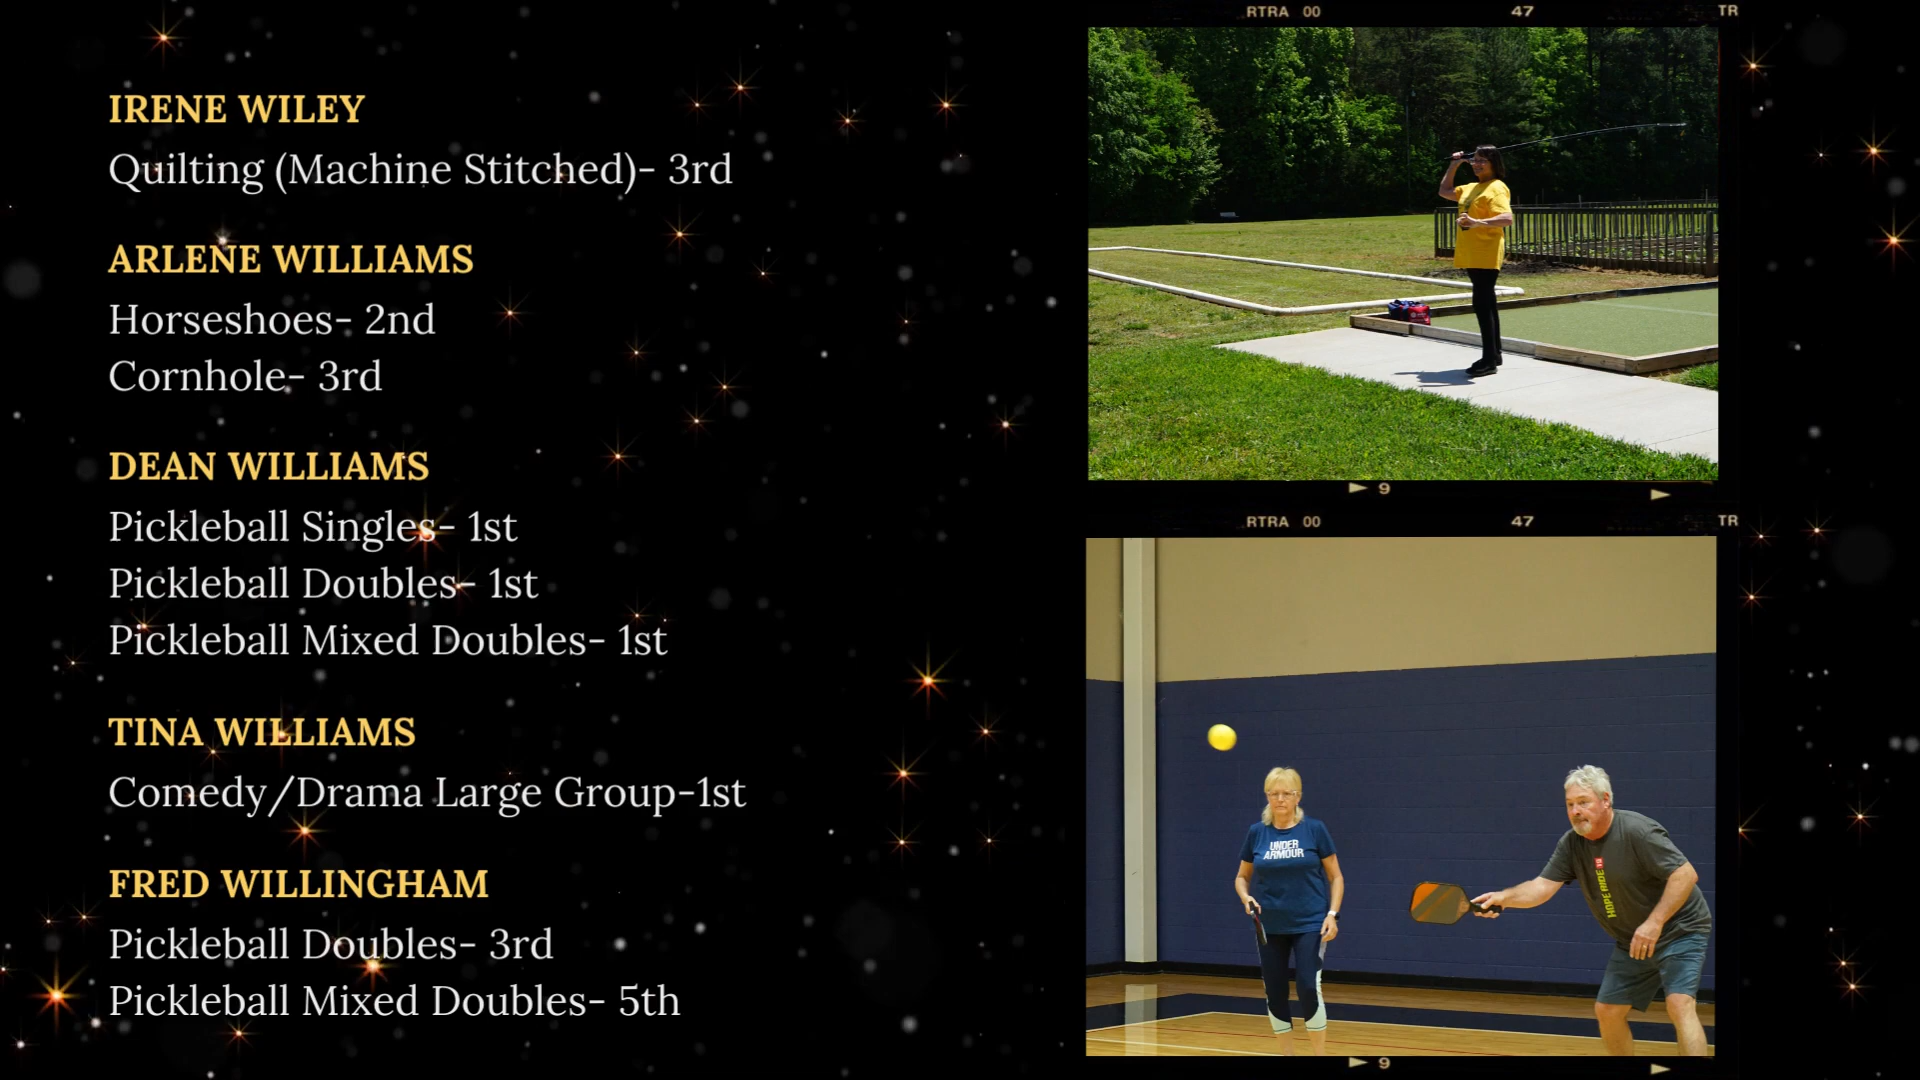 IRENE WILEY
Quilting (Machine Stitched)- 3rd
ARLENE WILLIAMS
Horseshoes- 2nd
Cornhole- 3rd
DEAN WILLIAMS
Pickleball Singles- 1st
Pickleball Doubles- 1st
Pickleball Mixed Doubles- 1st
TINA WILLIAMS
Comedy/Drama Large Group-1st
FRED WILLINGHAM
Pickleball Doubles- 3rd
Pickleball Mixed Doubles- 5th
RTRA 00 47 TR
9
RTRA 00 47 TR
UNDER
ARMOUR
HOPE RIDE
9